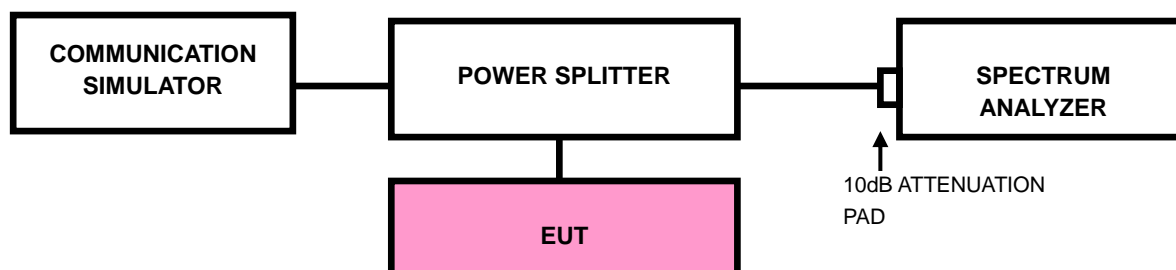 COMMUNICATION
SIMULATOR
POWER SPLITTER
SPECTRUM
ANALYZER
10dB ATTENUATION
PAD
EUT